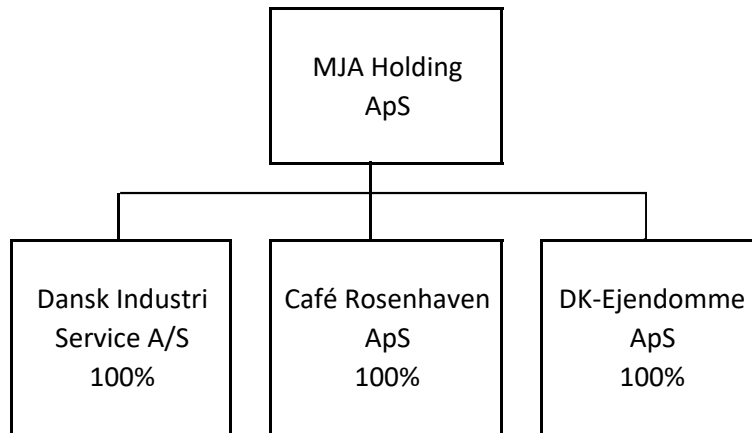 MJA Holding
ApS
Dansk Industri
Service A/S
100%
Café Rosenhaven
ApS
100%
DK-Ejendomme
ApS
100%